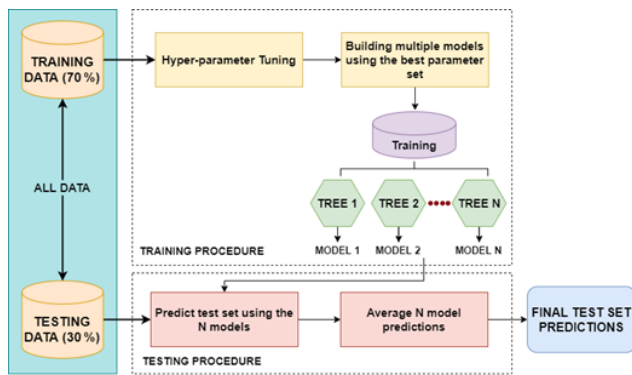 TRAINING
DATA (70 %)
Hyper-parameter Tuning
Building multiple models
using the best parameter
set
Training
ALL DATA
TREE 1
TREE 2
TREE N
MODEL 1
MODEL 2
MODEL N
TRAINING PROCEDURE
TESTING
DATA (30 %)
Predict test set using the
N models
Average N model
predictions
FINAL TEST SET
PREDICTIONS
TESTING PROCEDURE